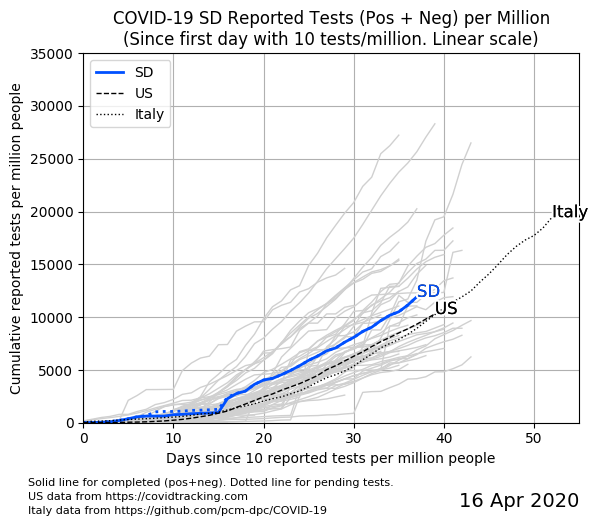 COVID-19 SD Reported Tests (Pos + Neg) per Million
(Since first day with 10 tests/million. Linear scale)
Cumulative reported tests per million people
35000
30000
25000
20000
15000
10000
5000
0
SD
US
Italy
Italy
SD
US
0 10 20 30 40 50
Days since 10 reported tests per million people
Solid line for completed (pos+neg). Dotted line for pending tests.
US data from https://covidtracking.com
Italy data from https://github.com/pcm-dpc/COVID-19
16 Apr 2020